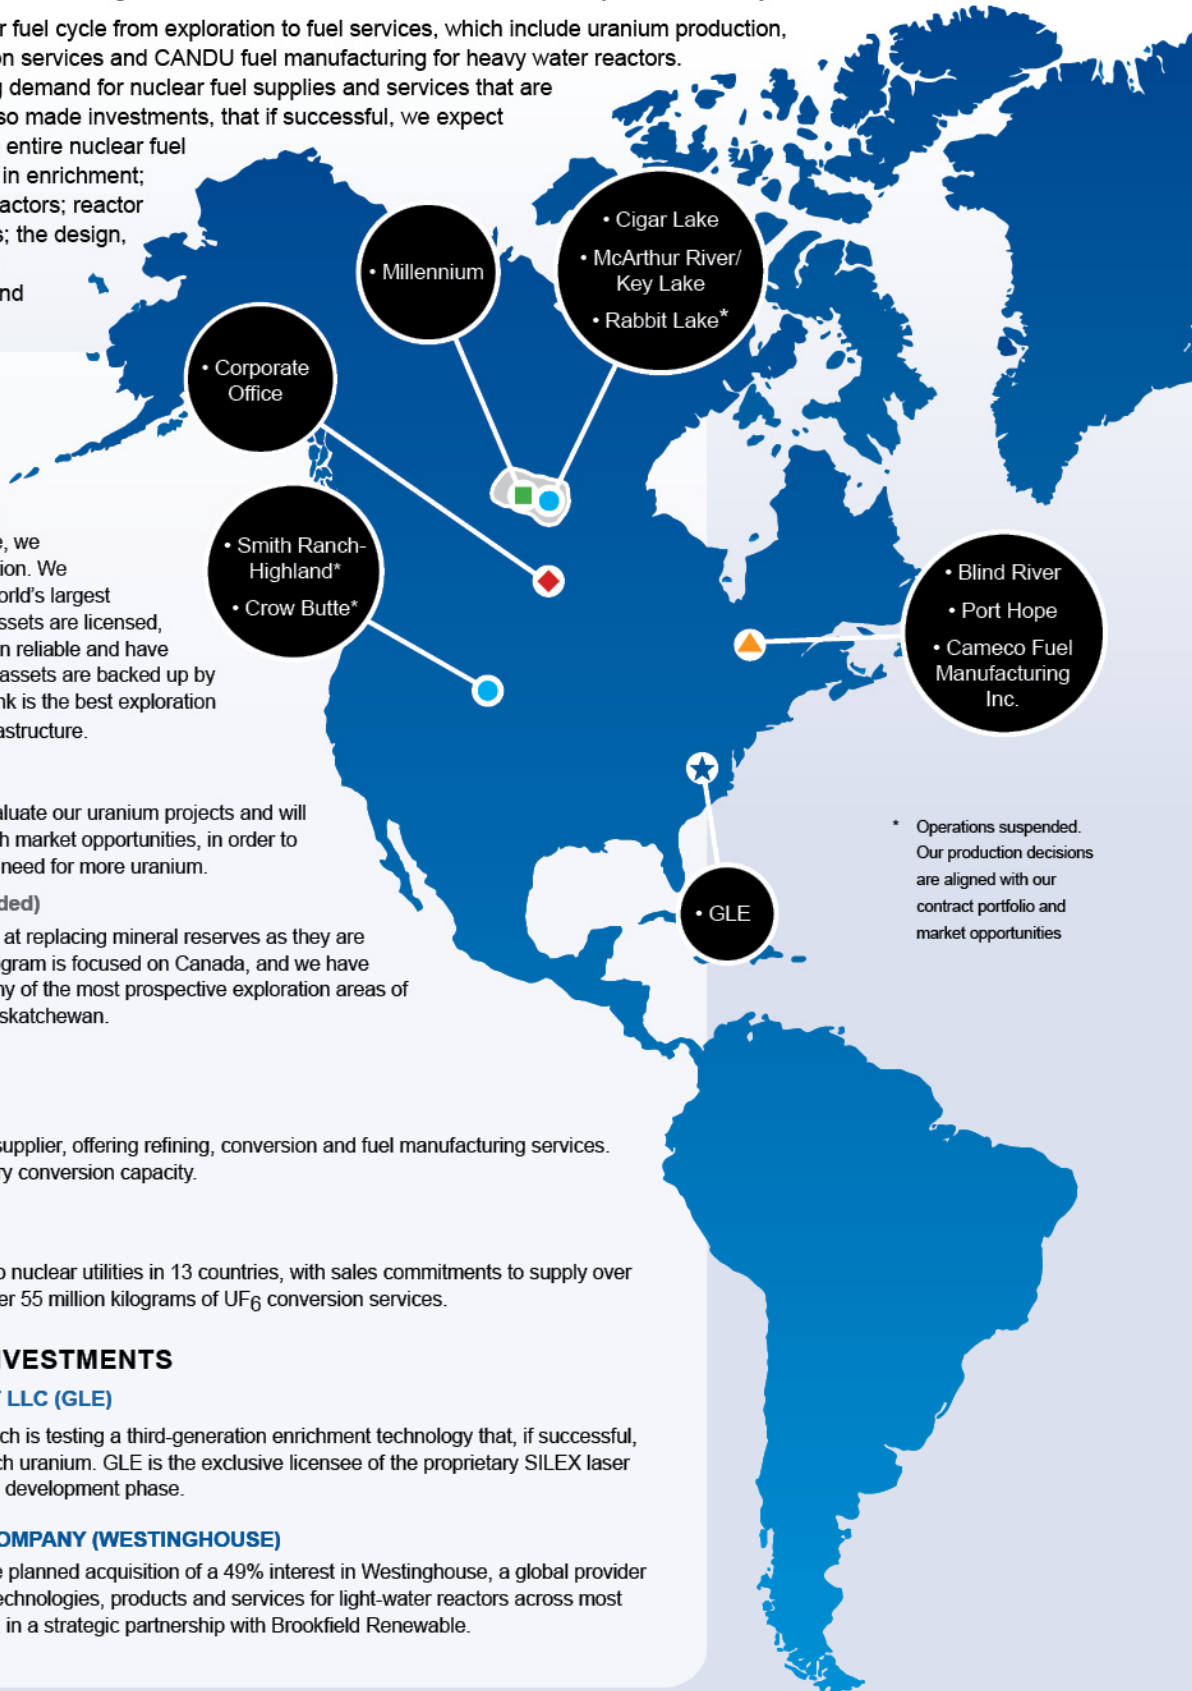 r fuel cycle from exploration to fuel services, which include uranium production,
on services and CANDU fuel manufacturing for heavy water reactors.
g demand for nuclear fuel supplies and services that are
so made investments, that if successful, we expect
entire nuclear fuel
in enrichment;
actors; reactor
s; the design,
nd
• Millennium
• Cigar Lake
• McArthur River/
Key Lake
• Rabbit Lake*
• Corporate
Office
• Smith Ranch-
Highland*
• Crow Butte*
• Blind River
• Port Hope
• Cameco Fuel
Manufacturing
Inc.
• GLE
* Operations suspended.
Our production decisions
are aligned with our
contract portfolio and
market opportunities
e, we
ion. We
orld's largest
assets are licensed,
n reliable and have
assets are backed up by
nk is the best exploration
astructure.
aluate our uranium projects and will
h market opportunities, in order to
need for more uranium.
ded)
at replacing mineral reserves as they are
ogram is focused on Canada, and we have
ny of the most prospective exploration areas of
skatchewan.
supplier, offering refining, conversion and fuel manufacturing services.
ry conversion capacity.
o nuclear utilities in 13 countries, with sales commitments to supply over
er 55 million kilograms of UF6 conversion services.
NVESTMENTS
T LLC (GLE)
ch is testing a third-generation enrichment technology that, if successful,
ch uranium. GLE is the exclusive licensee of the proprietary SILEX laser
development phase.
OMPANY (WESTINGHOUSE)
e planned acquisition of a 49% interest in Westinghouse, a global provider
echnologies, products and services for light-water reactors across most
in a strategic partnership with Brookfield Renewable.